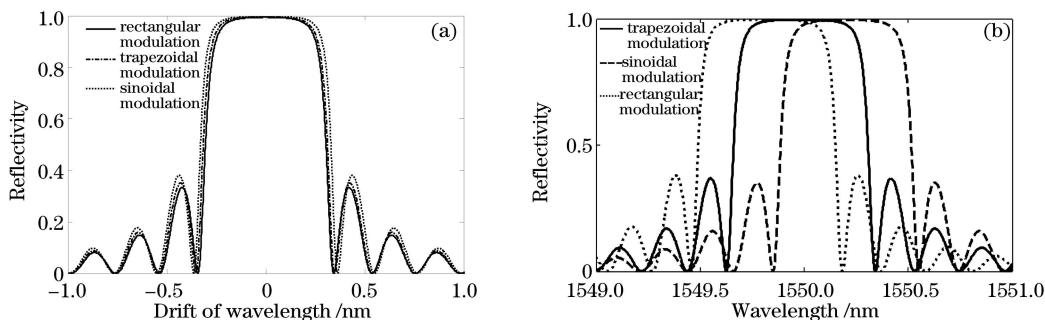 (a)
rectangular
modulation
trapezoidal
modulation
sinoidal
modulation
1.0
0.8
0.6
0.4
0.2
0
Reflectivity
−1.0
−0.5
0
0.5
1.0
Drift of wavelength /nm
(b)
trapezoidal
modulation
sinoidal
modulation
rectangular
modulation
1.0
0.5
0
Reflectivity
1549.0
1549.5
1550.0
1550.5
1551.0
Wavelength /nm